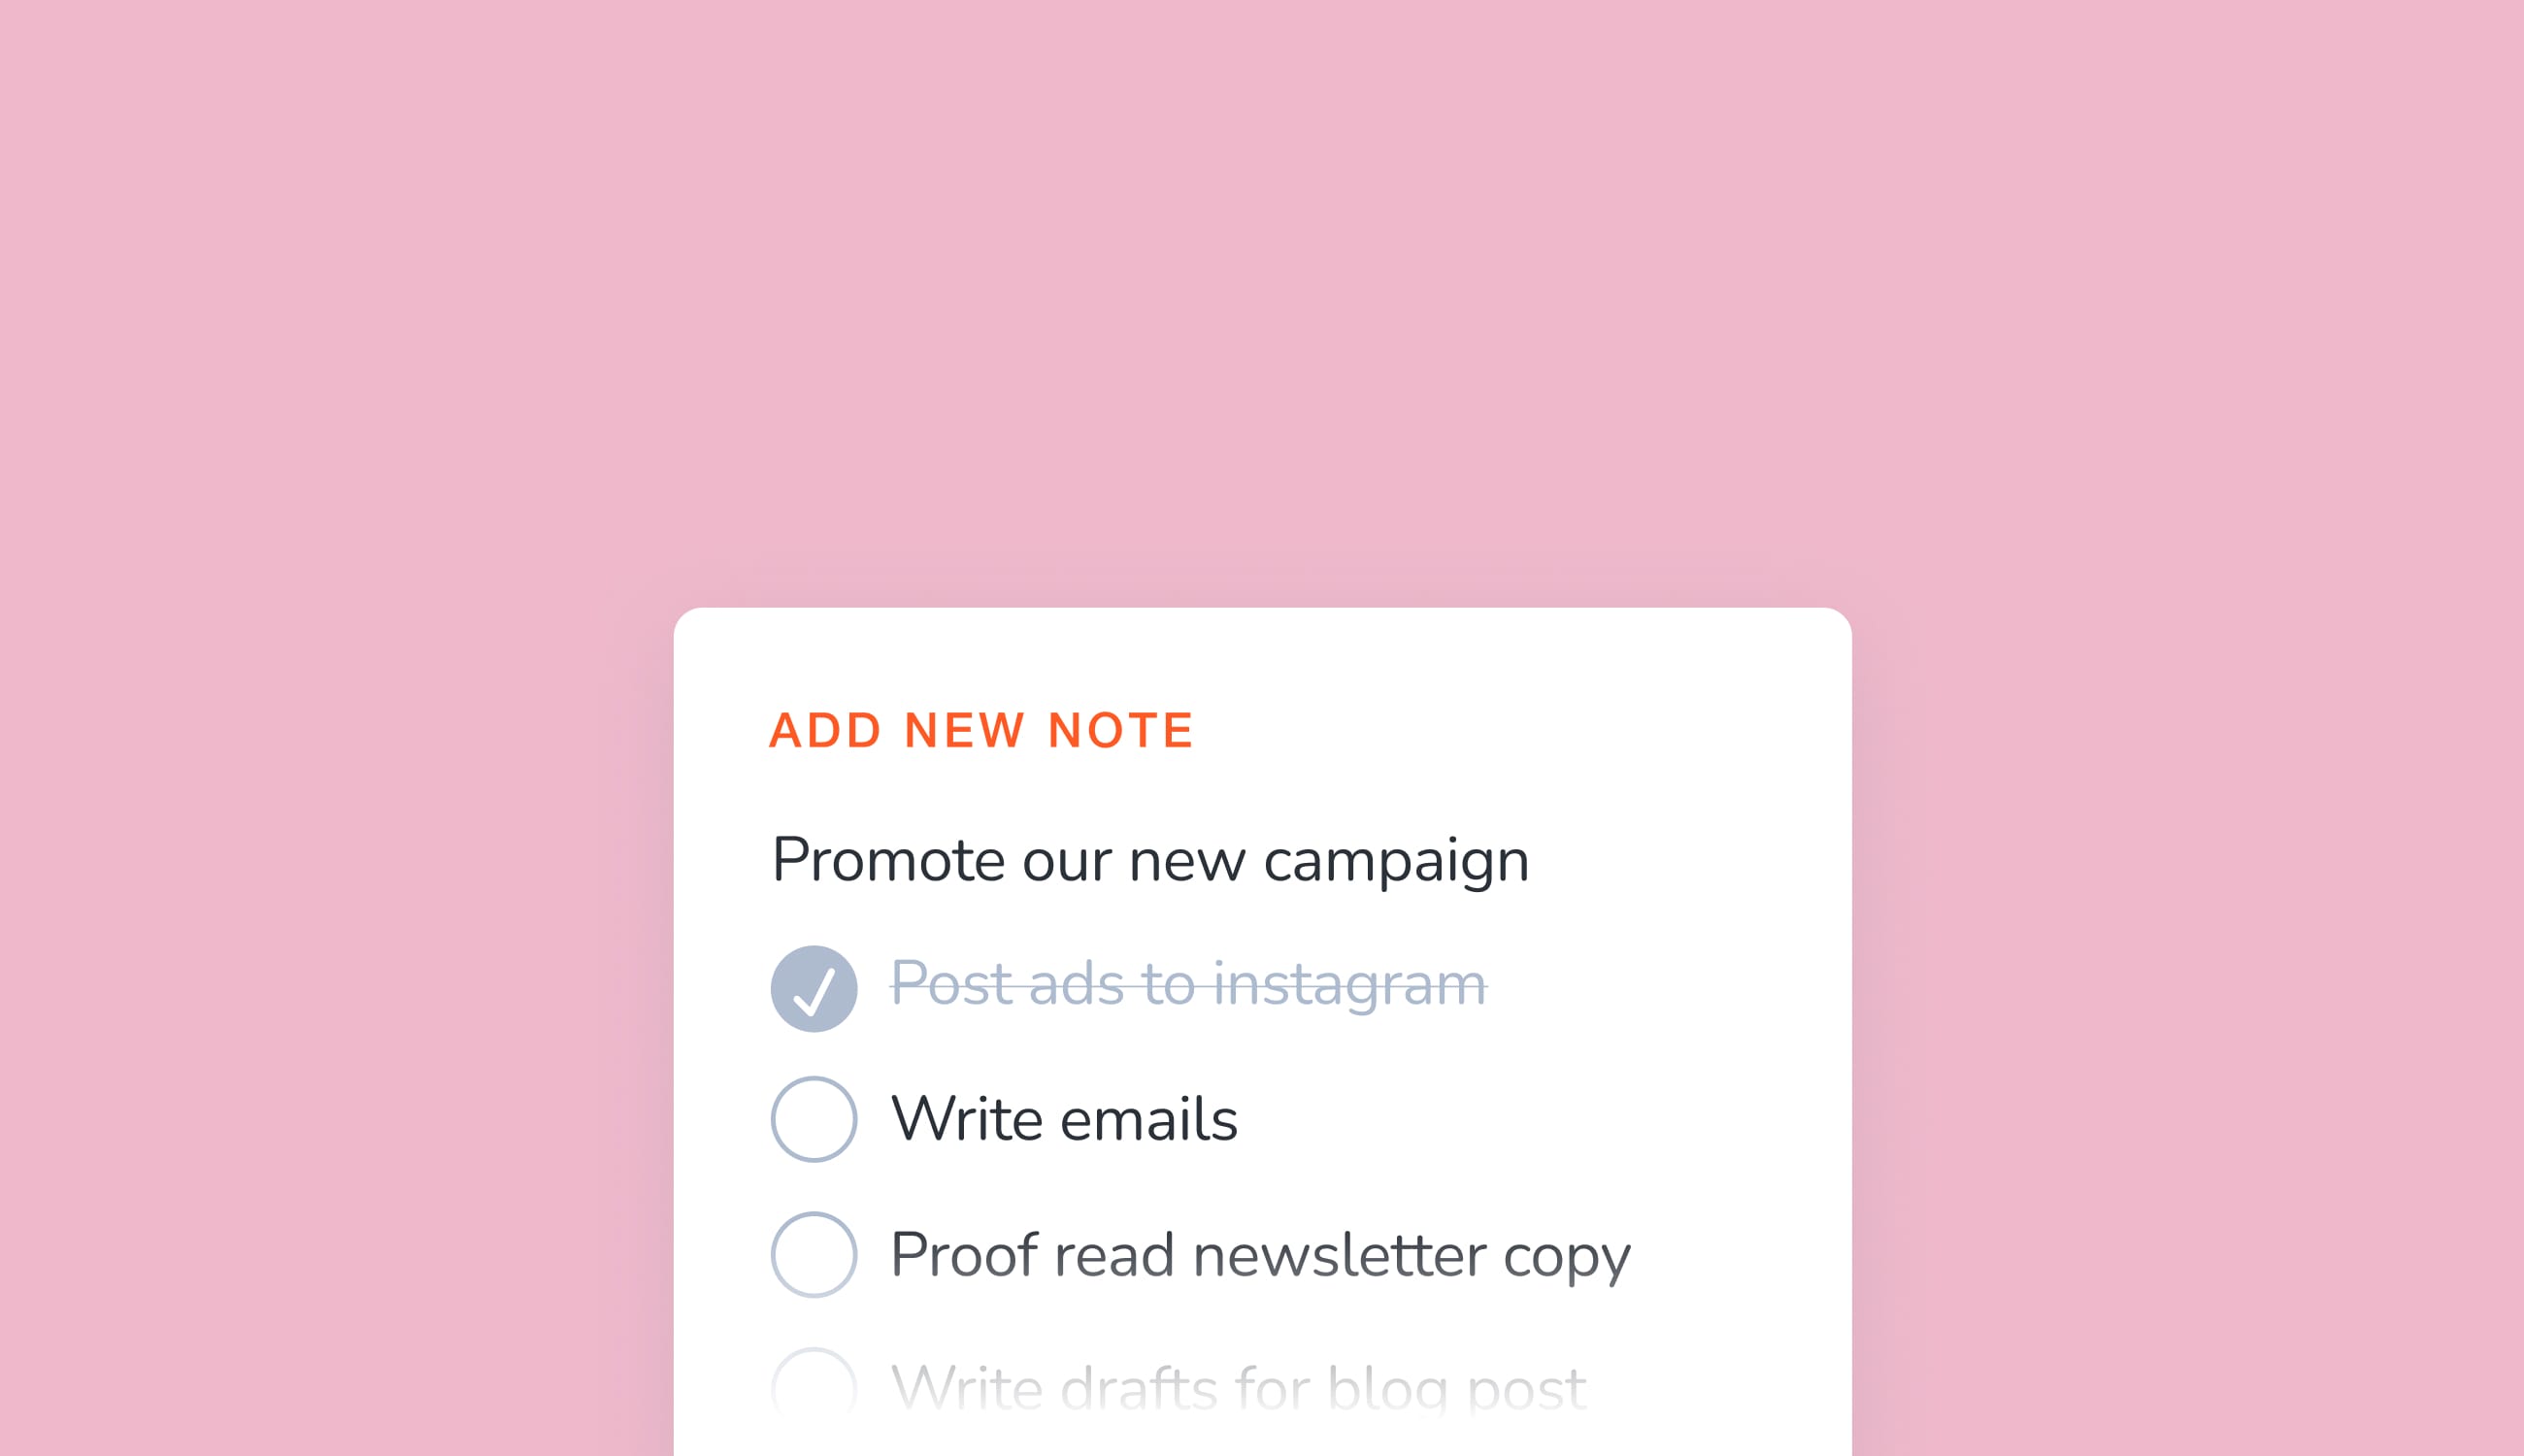 ADD NEW NOTE
Promote our new campaign
Post ads to instagram
Write emails
Proof read newsletter copy
Write drafts for blog post